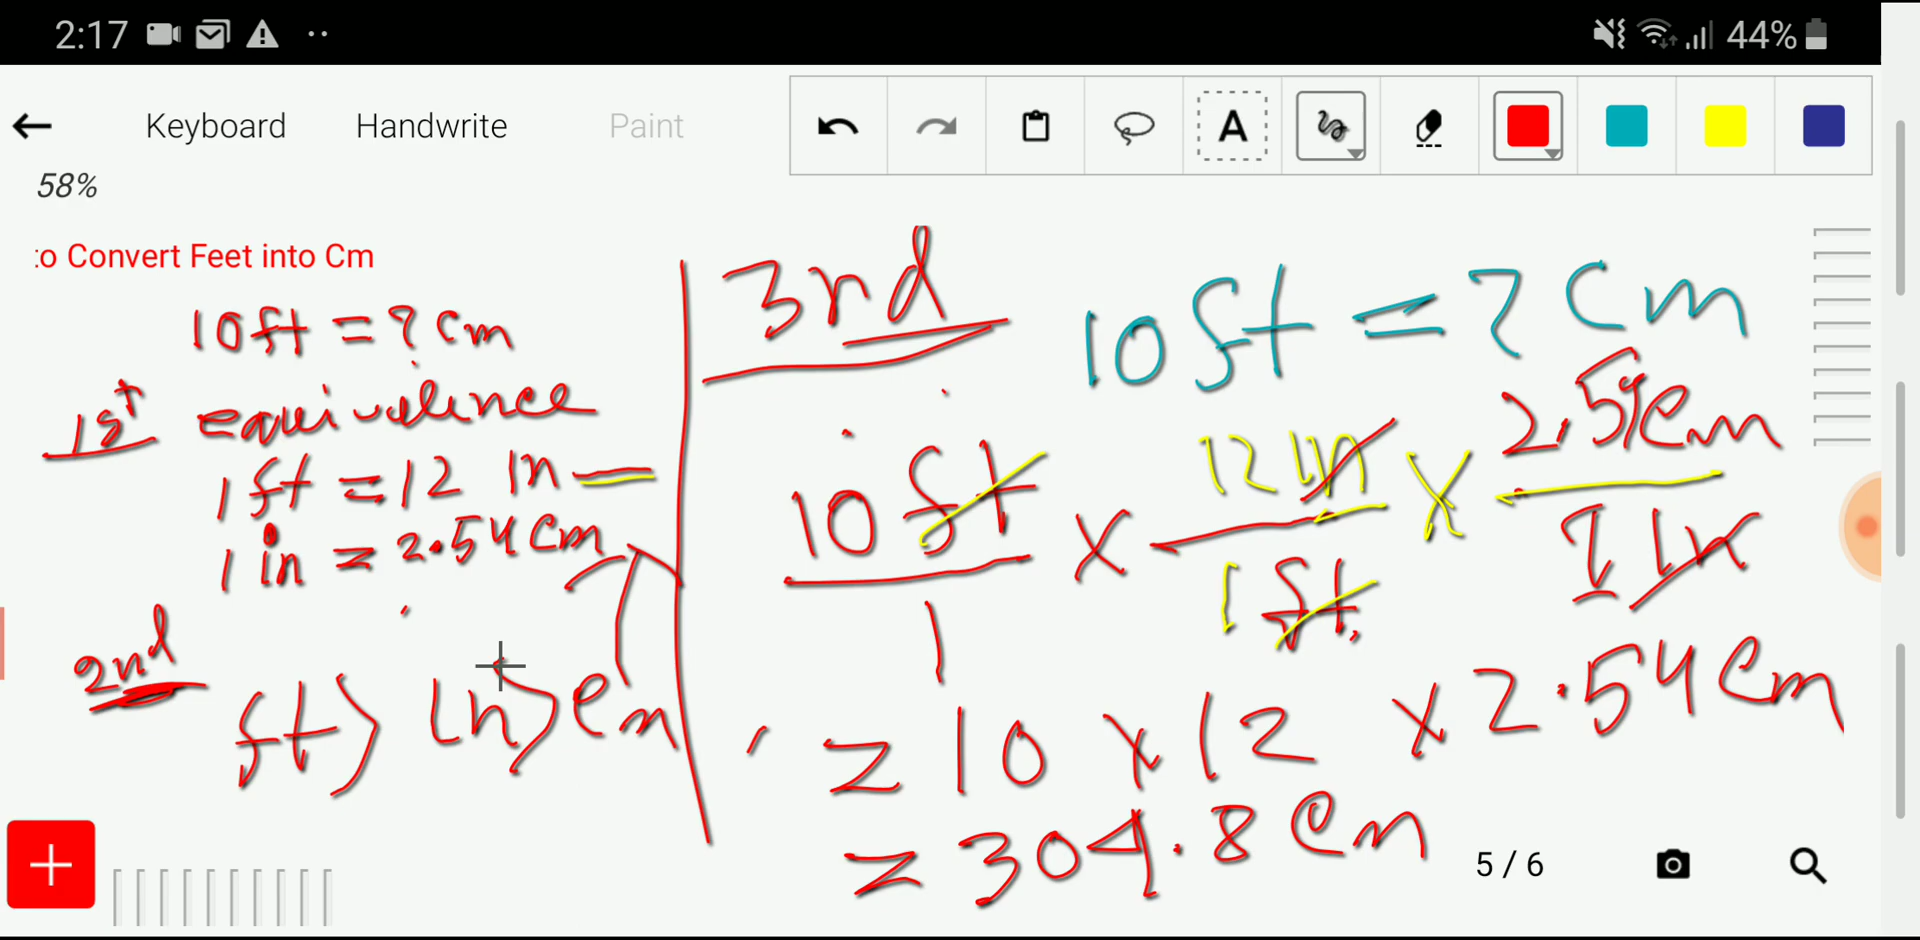 2:17 44%
Keyboard Handwrite Paint A
58%
:o Convert Feet into Cm
10ft = ? Cm
1st equivalence
1 ft = 12 In
1 in = 2.54 Cm
2nd
ft> In> Cm
3rd
10ft = ? Cm
10 ft x 12 in x 2.54 Cm
1 1 ft 1 In
= 10 x 12 x 2.54 Cm
= 304.8 Cm
5 / 6